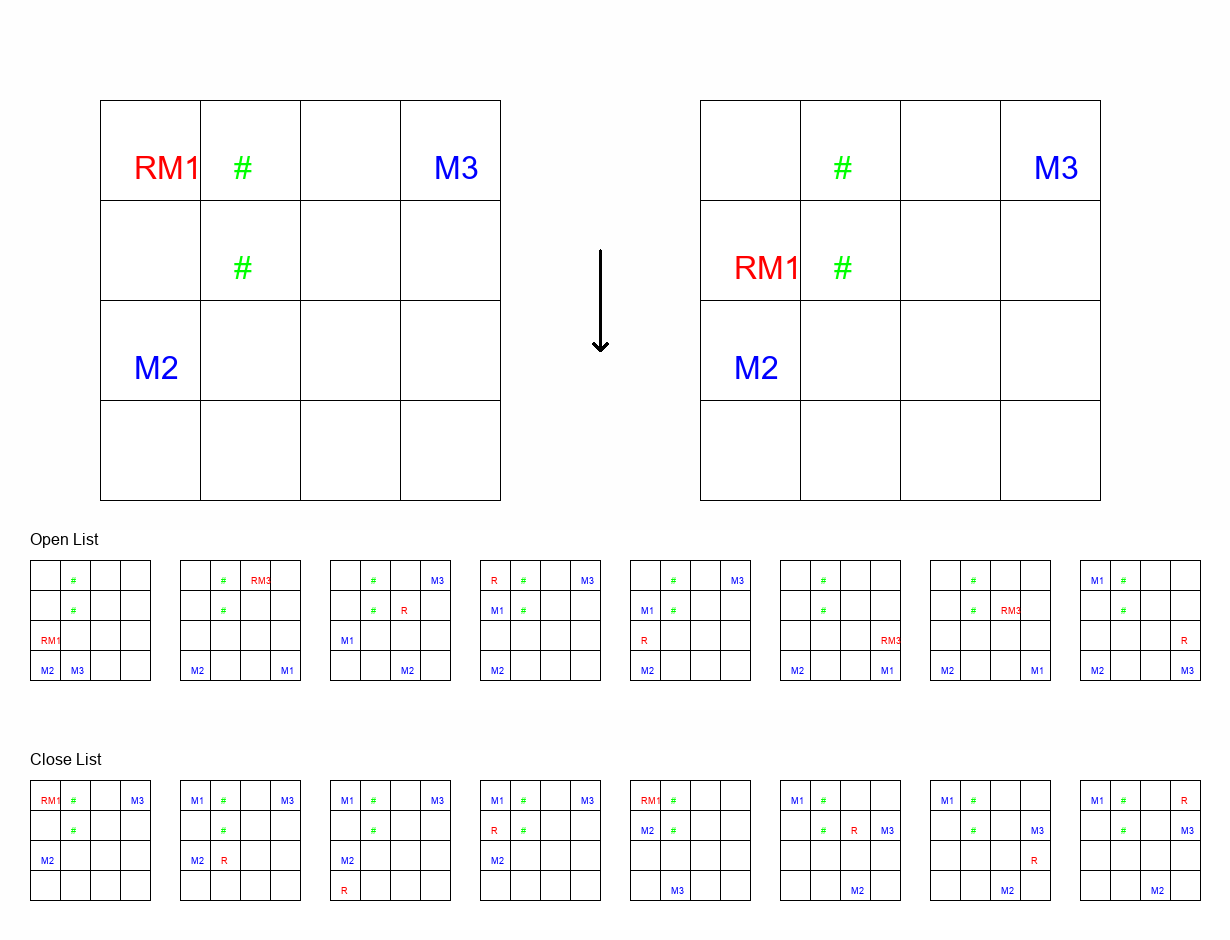 RM1 # M3 # M3
# RM1 #
M2 M2
Open List
# # RM3 # M3 R # M3 # M3 # # M1 #
# # # R M1 # M1 # # # RM3 #
RM1 M1 R RM3 R
M2 M3 M2 M1 M2 M2 M2 M2 M1 M2 M1 M2 M3
Close List
RM1 # M3 M1 # M3 M1 # M3 M1 # M3 RM1 # M1 # M1 # M1 # R
# # # R # M2 # # R M3 # M3 # M3
M2 M2 R M2 M2 R
R M3 M2 M2 M2